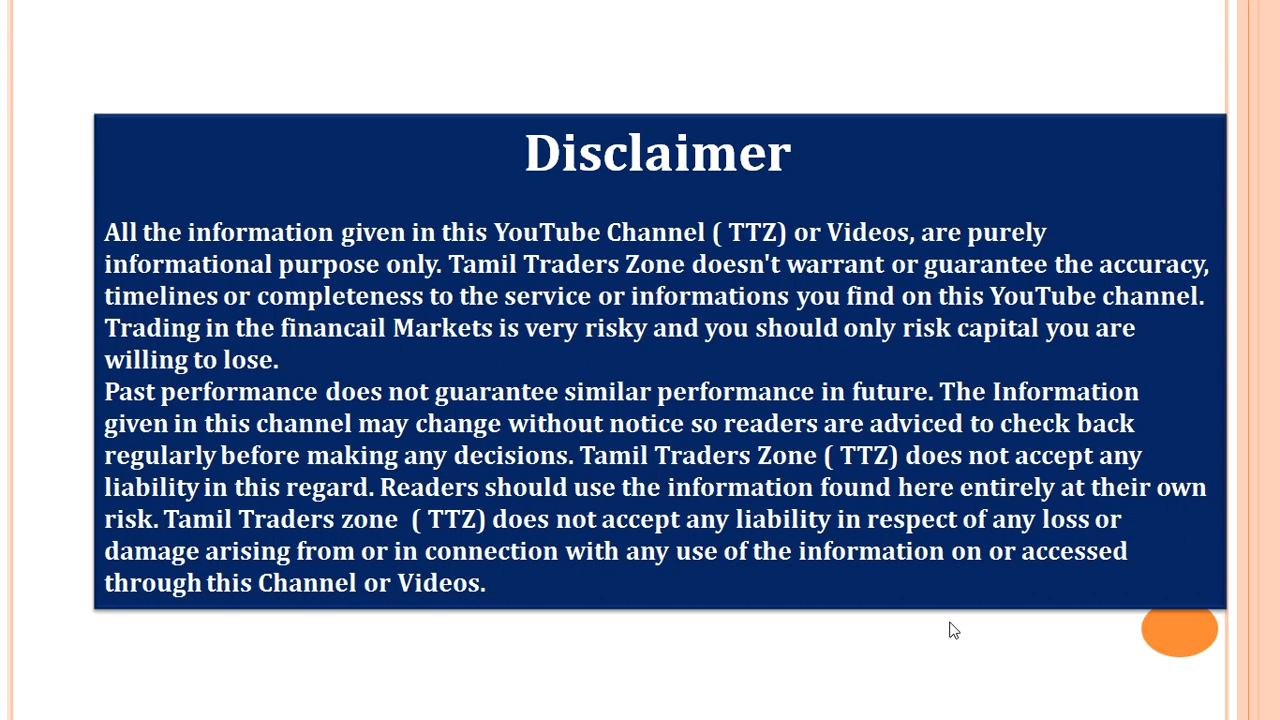 Disclaimer
All the information given in this YouTube Channel ( TTZ) or Videos, are purely
informational purpose only. Tamil Traders Zone doesn't warrant or guarantee the accuracy,
timelines or completeness to the service or informations you find on this YouTube channel.
Trading in the financail Markets is very risky and you should only risk capital you are
willing to lose.
Past performance does not guarantee similar performance in future. The Information
given in this channel may change without notice so readers are adviced to check back
regularly before making any decisions. Tamil Traders Zone ( TTZ) does not accept any
liability in this regard. Readers should use the information found here entirely at their own
risk. Tamil Traders zone  ( TTZ) does not accept any liability in respect of any loss or
damage arising from or in connection with any use of the information on or accessed
through this Channel or Videos.